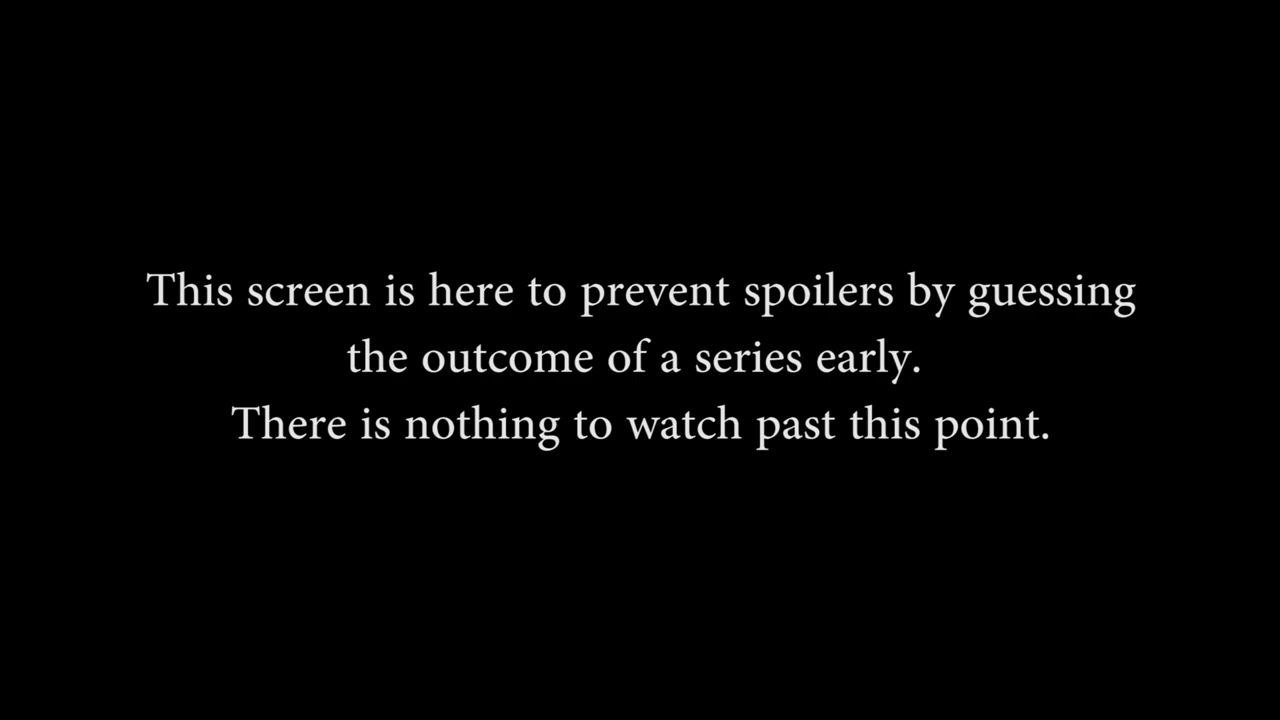 This screen is here to prevent spoilers by guessing
the outcome of a series early.
There is nothing to watch past this point.